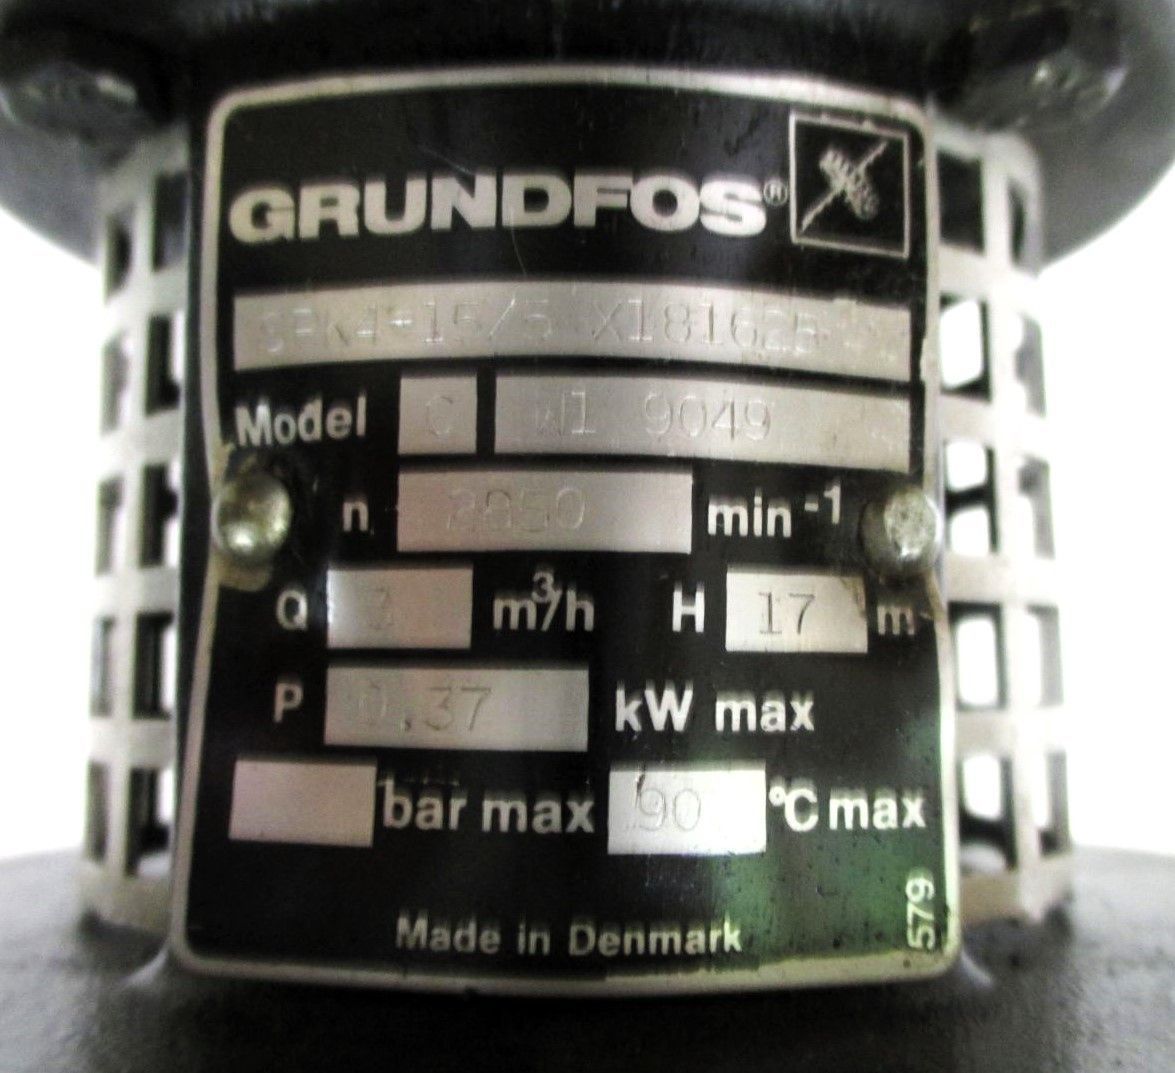 GRUNDFOS®
SPK4-15/5 X18162B
Model C W1 9049
n 2850 min⁻¹
Q 3 m³/h H 17 m
P 0.37 kW max
bar max 90 °C max
Made in Denmark
579